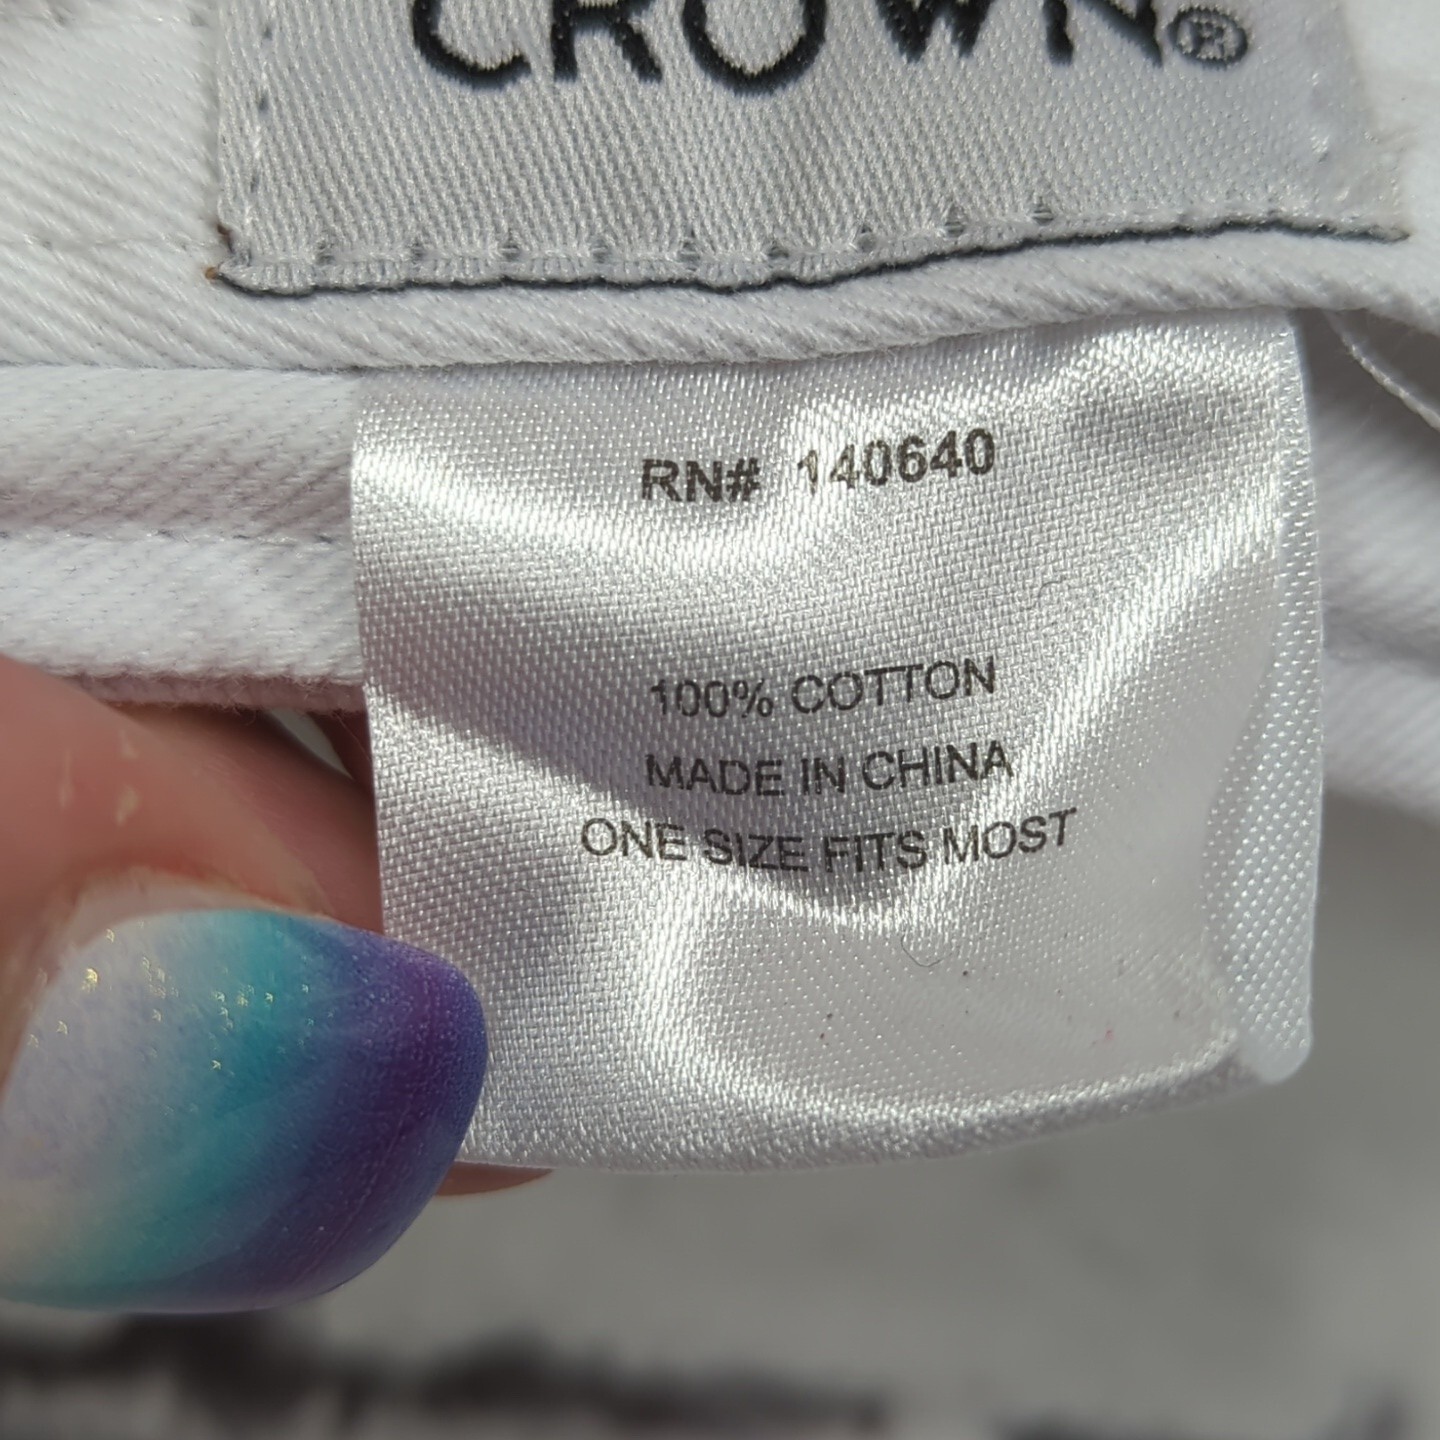 CROWN®
RN# 140640
100% COTTON
MADE IN CHINA
ONE SIZE FITS MOST